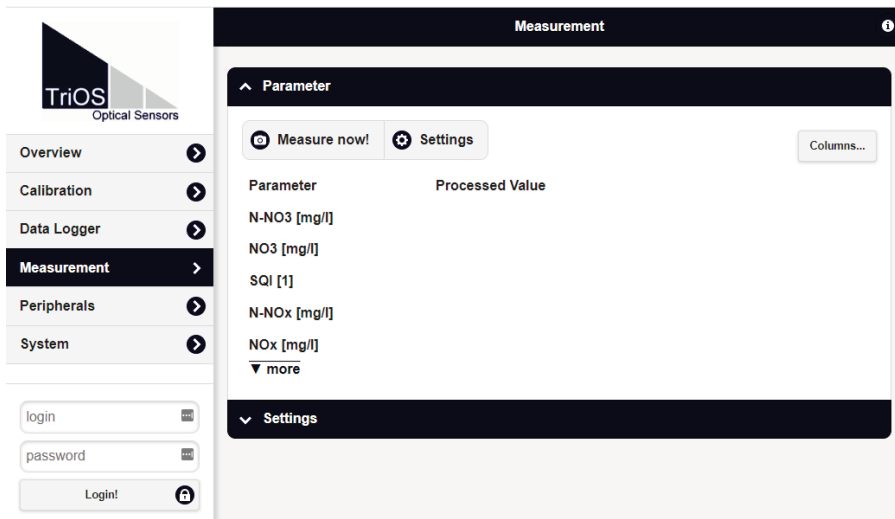 TriOS
Optical Sensors
Overview
Calibration
Data Logger
Measurement
Peripherals
System
login
password
Login!
Measurement
Parameter
Measure now! Settings Columns...
Parameter Processed Value
N-NO3 [mg/l]
NO3 [mg/l]
SQI [1]
N-NOx [mg/l]
NOx [mg/l]
▼ more
Settings